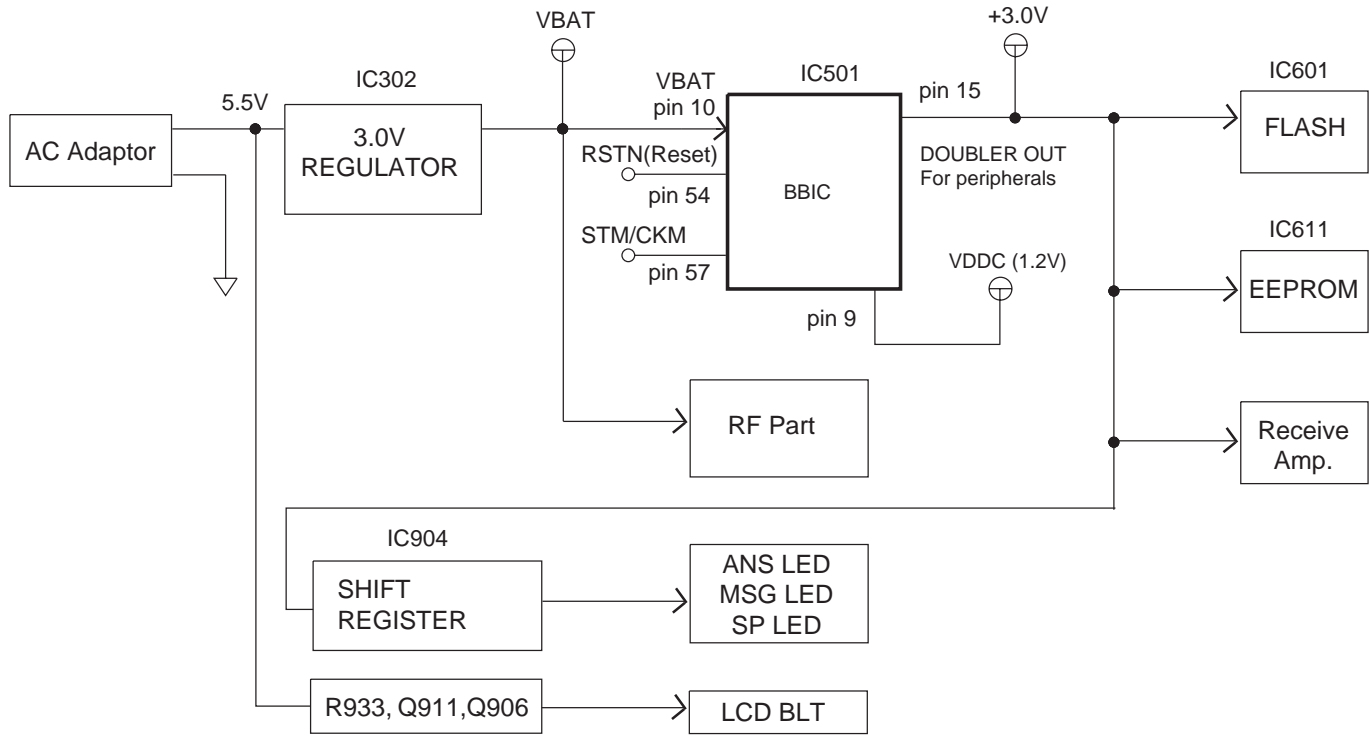 VBAT
+3.0V
IC302
IC501
IC601
5.5V
VBAT
pin 10
pin 15
AC Adaptor
3.0V
REGULATOR
FLASH
RSTN(Reset)
pin 54
BBIC
DOUBLER OUT
For peripherals
STM/CKM
pin 57
IC611
VDDC (1.2V)
EEPROM
pin 9
RF Part
Receive
Amp.
IC904
SHIFT
REGISTER
ANS LED
MSG LED
SP LED
R933, Q911,Q906
LCD BLT